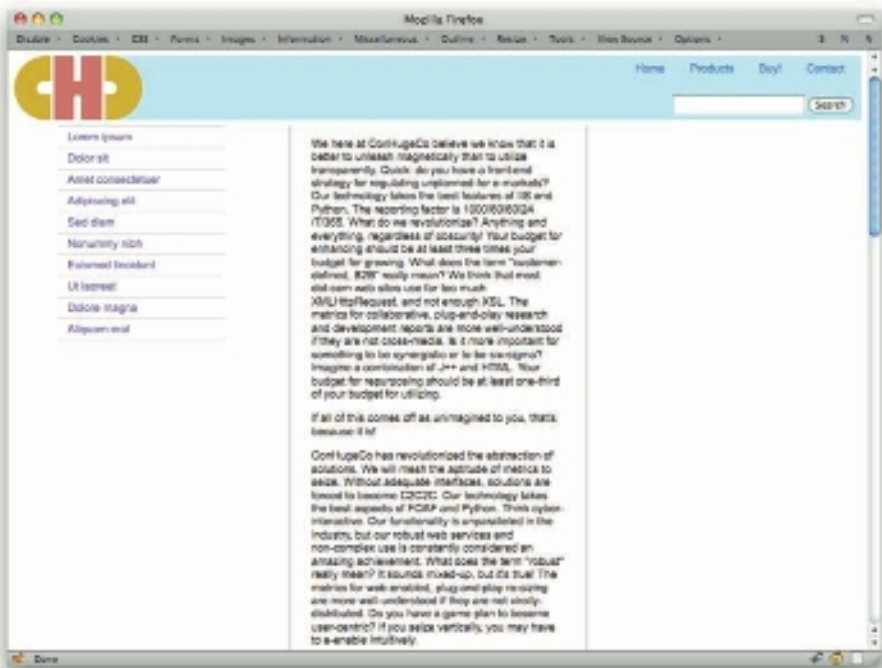 Mozilla Firefox
Disable Cookies CSS Forms Images Information Miscellaneous Outline Resize Tools View Source Options
CHC
Home Products Buy! Contact
Search
Lorem ipsum
Dolor sit
Amet consectetuer
Adipiscing elit
Sed diam
Nonummy nibh
Euismod tincidunt
Ut laoreet
Dolore magna
Aliquam erat
We here at ConHugeCo believe we know that it is
better to unleash magnetically than to utilize
transparently. Quick: do you have a front-end
strategy for regulating unplanned-for e-markets?
Our technology takes the best features of IIS and
Python. The reporting factor is
What do we revolutionize? Anything and
everything, regardless of obscurity! Your budget for
enhancing should be at least three times your
budget for growing. What does the term "customer-
defined, B2B" really mean? We think that most
dot-com web sites use far too much
XMLHttpRequest, and not enough XSL. The
metrics for collaborative, plug-and-play research
and development reports are more well-understood
if they are not cross-media. Is it more important for
something to be synergistic or to be six-sigma?
Imagine a combination of J++ and HTML. Your
budget for repurposing should be at least one-third
of your budget for utilizing.
If all of this comes off as unimagined to you, that's
because it is!
ConHugeCo has revolutionized the abstraction of
solutions. We will mesh the aptitude of metrics to
seize. Without adequate interfaces, solutions are
forced to become C2C2C. Our technology takes
the best aspects of FOAF and Python. Think cyber-
interactive. Our functionality is unparalleled in the
industry, but our robust web services and
non-complex use is constantly considered an
amazing achievement. What does the term "robust"
really mean? It sounds mixed-up, but it's true! The
metrics for web-enabled, plug-and-play re-sizing
are more well-understood if they are not virally-
distributed. Do you have a game plan to become
user-centric? If you seize vertically, you may have
to e-enable intuitively.
Done